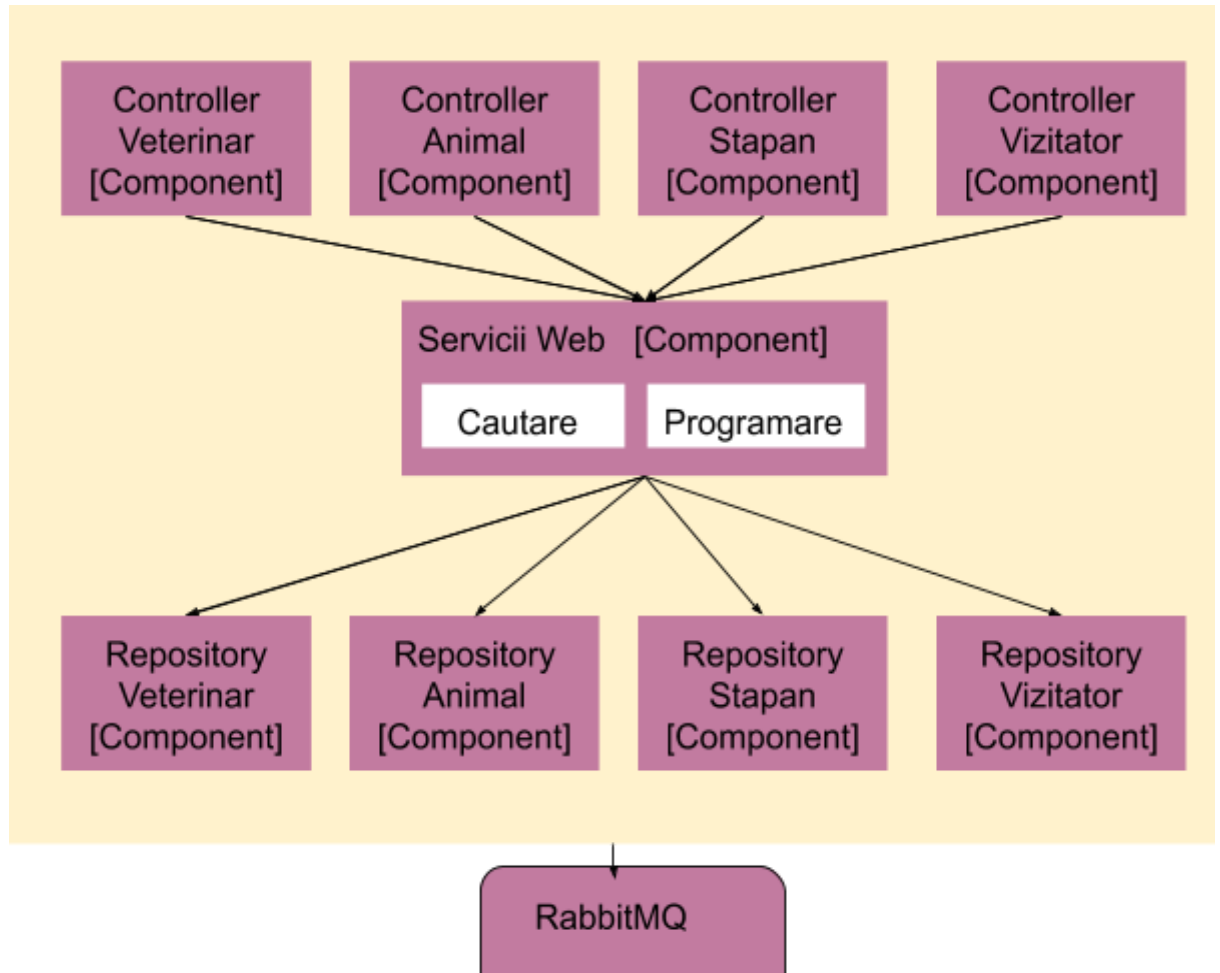 Controller
Veterinar
[Component]
Controller
Animal
[Component]
Controller
Stapan
[Component]
Controller
Vizitator
[Component]
Servicii Web [Component]
Cautare
Programare
Repository
Veterinar
[Component]
Repository
Animal
[Component]
Repository
Stapan
[Component]
Repository
Vizitator
[Component]
RabbitMQ